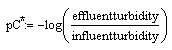 pC* := −log(effluentturbidity / influentturbidity)